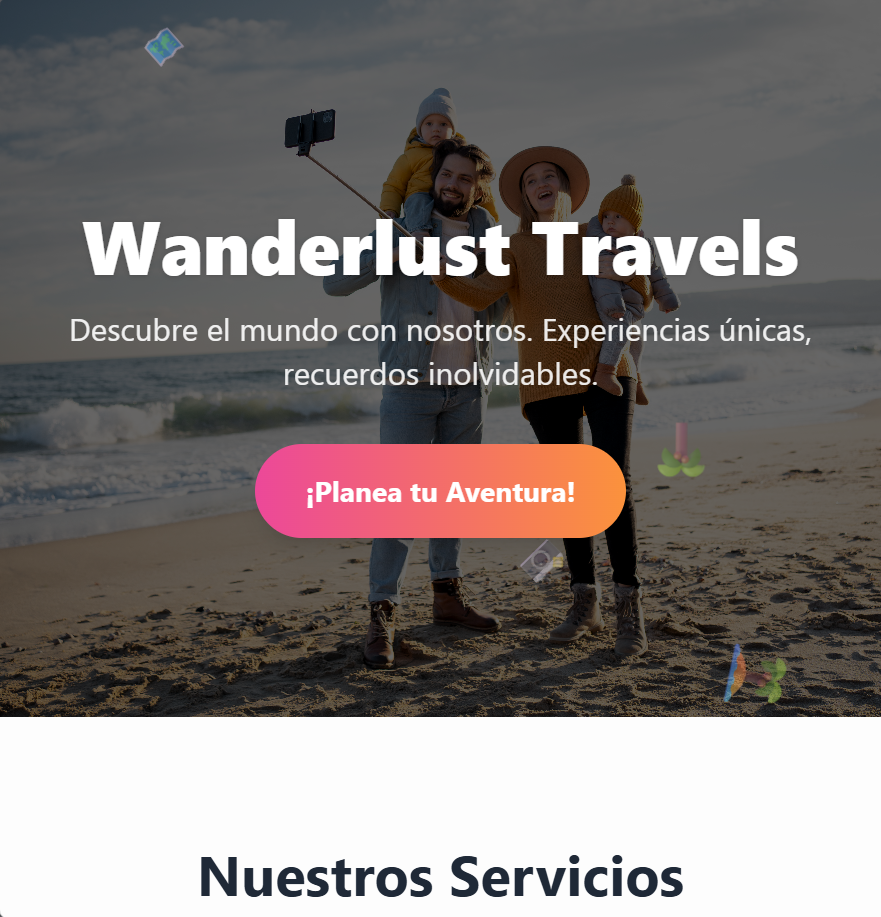 Wanderlust Travels
Descubre el mundo con nosotros. Experiencias únicas,
recuerdos inolvidables.
¡Planea tu Aventura!
Nuestros Servicios